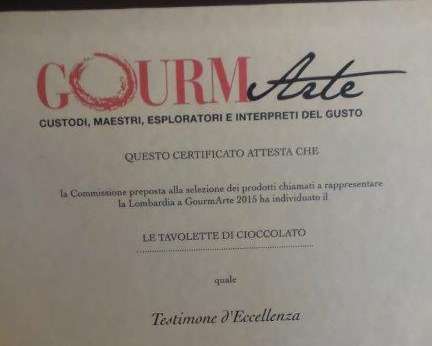 GOURMArte
CUSTODI, MAESTRI, ESPLORATORI E INTERPRETI DEL GUSTO
QUESTO CERTIFICATO ATTESTA CHE
la Commissione preposta alla selezione dei prodotti chiamati a rappresentare
la Lombardia a GourmArte 2015 ha individuato il
LE TAVOLETTE DI CIOCCOLATO
quale
Testimone d'Eccellenza